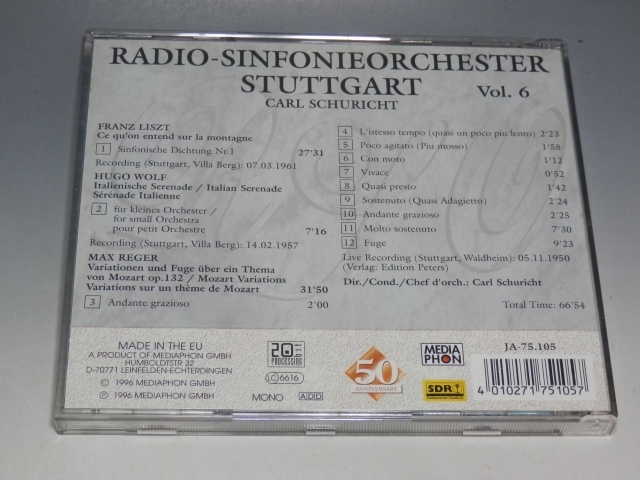 RADIO-SINFONIEORCHESTER
STUTTGART
Vol. 6
CARL SCHURICHT
FRANZ LISZT
Ce qu'on entend sur la montagne
1 Sinfonische Dichtung Nr.1 27'31
Recording (Stuttgart, Villa Berg): 07.03.1961
HUGO WOLF
Italienische Serenade / Italian Serenade
Sérénade Italienne
2 für kleines Orchester /
for small Orchestra
pour petit Orchestre 7'16
Recording (Stuttgart, Villa Berg): 14.02.1957
MAX REGER
Variationen und Fuge über ein Thema
von Mozart op.132 / Mozart Variations
Variations sur un thème de Mozart 31'50
3 Andante grazioso 2'00
4 L'istesso tempo (quasi un poco piu lento) 2'23
5 Poco agitato (Piu mosso) 1'58
6 Con moto 1'12
7 Vivace 0'52
8 Quasi presto 1'42
9 Sostenuto (Quasi Adagietto) 2'24
10 Andante grazioso 2'25
11 Molto sostenuto 7'30
12 Fuge 9'23
Live Recording (Stuttgart, Waldheim): 05.11.1950
(Verlag: Edition Peters)
Dir./Cond./Chef d'orch.: Carl Schuricht
Total Time: 66'54
MADE IN THE EU
A PRODUCT OF MEDIAPHON GMBH
HUMBOLDTSTR 32
D-70771 LEINFELDEN-ECHTERDINGEN
© 1996 MEDIAPHON GMBH
℗ 1996 MEDIAPHON GMBH
20 bit
PROCESSING
LC 6616
MONO ADD
50
ANNIVERSARY
MEDIA
PHON
SDR
JA-75.105
4 010271 751057